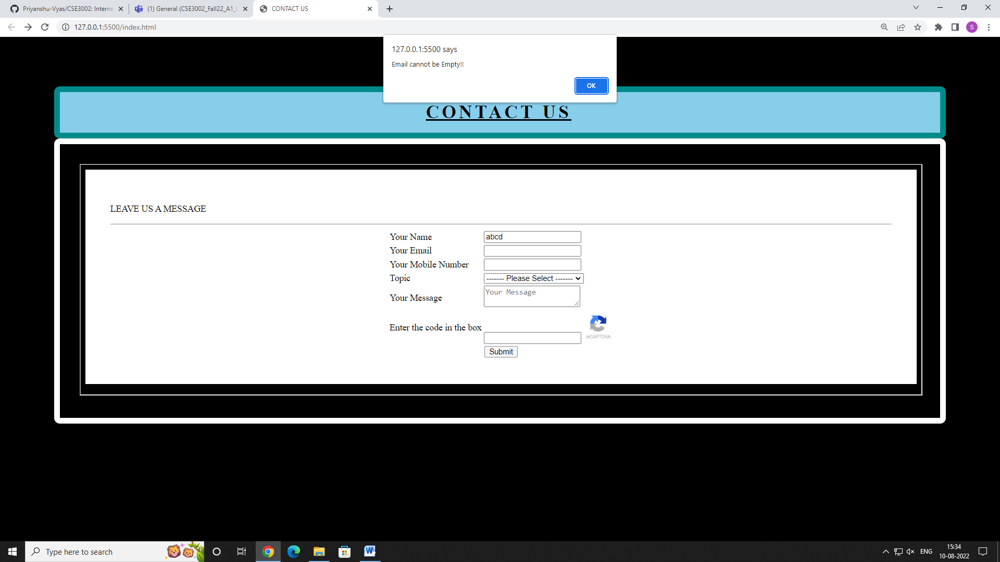 Priyanshu-Vyas/CSE3002: Interne
(1) General (CSE3002_Fall22_A1_L
CONTACT US
127.0.0.1:5500/index.html
S
127.0.0.1:5500 says
Email cannot be Empty!!
OK
CONTACT US
LEAVE US A MESSAGE
Your Name abcd
Your Email
Your Mobile Number
Topic ------- Please Select -------
Your Message Your Message
Enter the code in the box
reCAPTCHA
Submit
Type here to search
W
ENG
15:34
10-08-2022